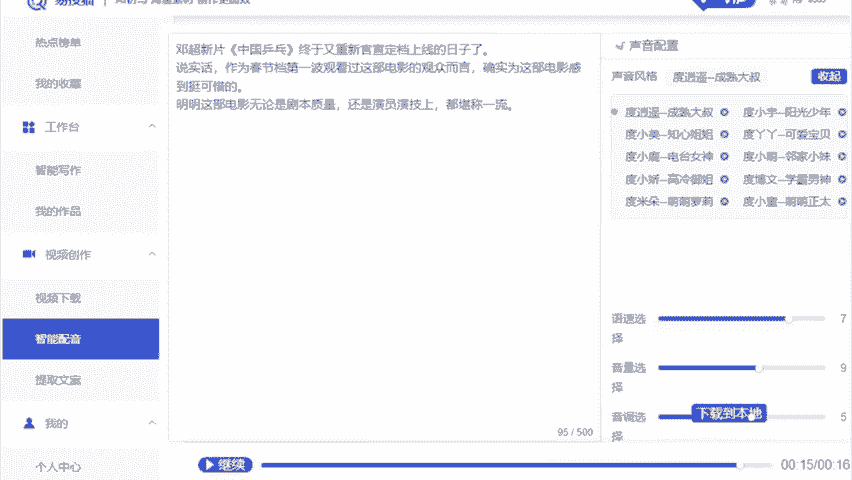 热点榜单
我的收藏
工作台
智能写作
我的作品
视频创作
视频下载
智能配音
提取文案
我的
个人中心
邓超新片《中国乒乓》终于又重新官宣定档上线的日子了。
说实话，作为春节档第一波观看过这部电影的观众而言，确实为这部电影感
到挺可惜的。
明明这部电影无论是剧本质量，还是演员演技上，都堪称一流。
95 / 500
声音配置
声音风格 度逍遥--成熟大叔 收起
度逍遥--成熟大叔 度小宇--阳光少年
度小美--知心姐姐 度丫丫--可爱宝贝
度小鹿--电台女神 度小萌--邻家小妹
度小娇--高冷御姐 度博文--学霸男神
度米朵--萌萌萝莉 度小童--萌萌正太
语速选 7
择
音量选 9
择
音调选 5
择
下载到本地
继续 00:15/00:16